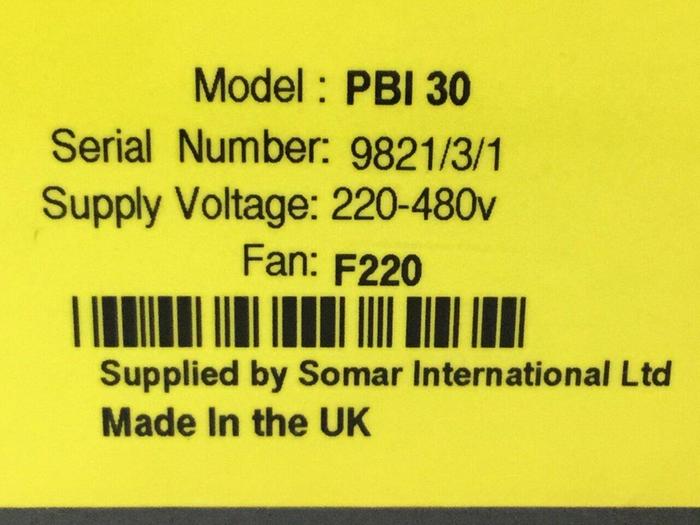 Model : PBI 30
Serial Number: 9821/3/1
Supply Voltage: 220-480v
Fan: F220
Supplied by Somar International Ltd
Made In the UK